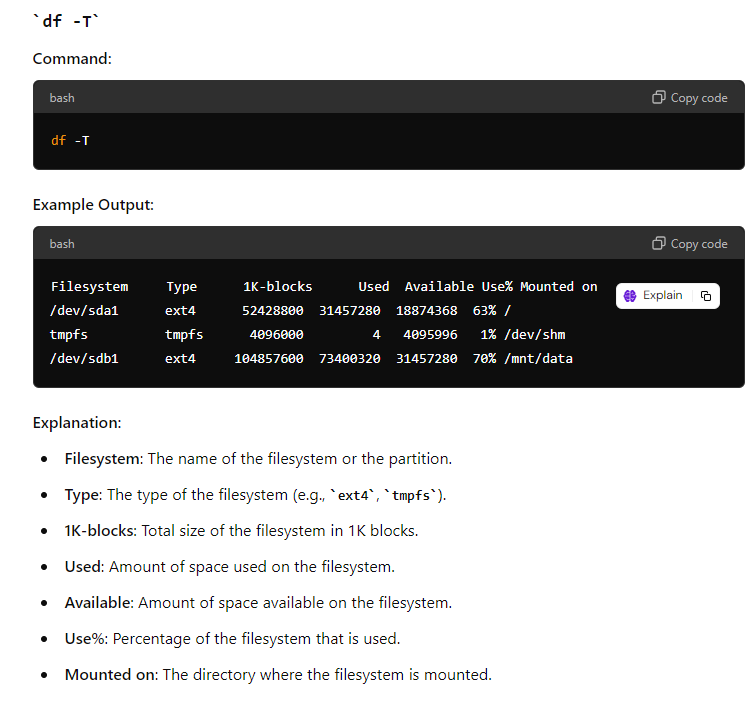 `df -T`
Command:
bash Copy code
df -T
Example Output:
bash Copy code
Filesystem     Type      1K-blocks      Used  Available Use% Mounted on
/dev/sda1      ext4      52428800  31457280  18874368  63% /
tmpfs          tmpfs      4096000         4   4095996   1% /dev/shm
/dev/sdb1      ext4     104857600  73400320  31457280  70% /mnt/data
Explain
Explanation:
• Filesystem: The name of the filesystem or the partition.
• Type: The type of the filesystem (e.g., `ext4`, `tmpfs`).
• 1K-blocks: Total size of the filesystem in 1K blocks.
• Used: Amount of space used on the filesystem.
• Available: Amount of space available on the filesystem.
• Use%: Percentage of the filesystem that is used.
• Mounted on: The directory where the filesystem is mounted.